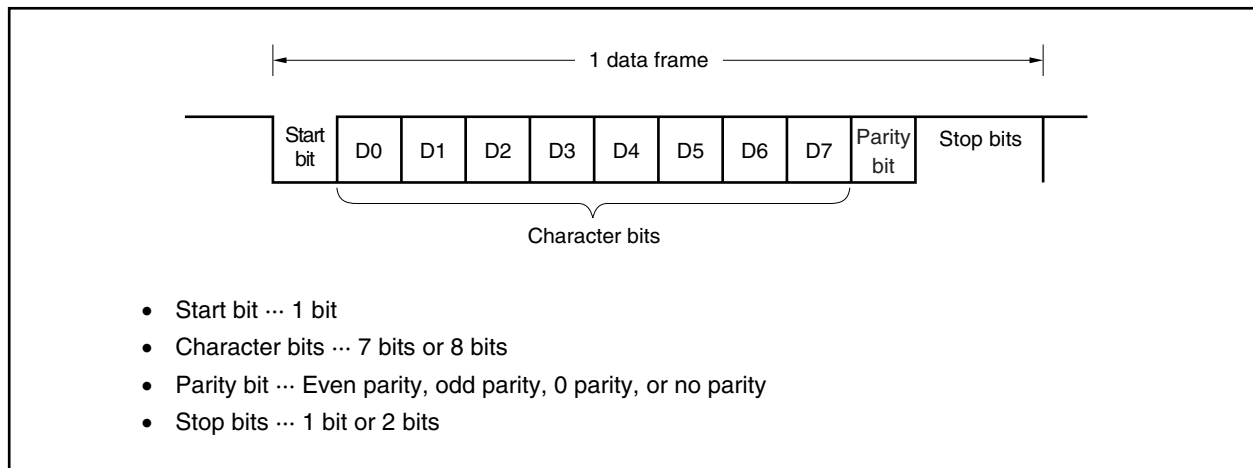 1 data frame
Start bit
D0 D1 D2 D3 D4 D5 D6 D7
Parity bit
Stop bits
Character bits
• Start bit ··· 1 bit
• Character bits ··· 7 bits or 8 bits
• Parity bit ··· Even parity, odd parity, 0 parity, or no parity
• Stop bits ··· 1 bit or 2 bits